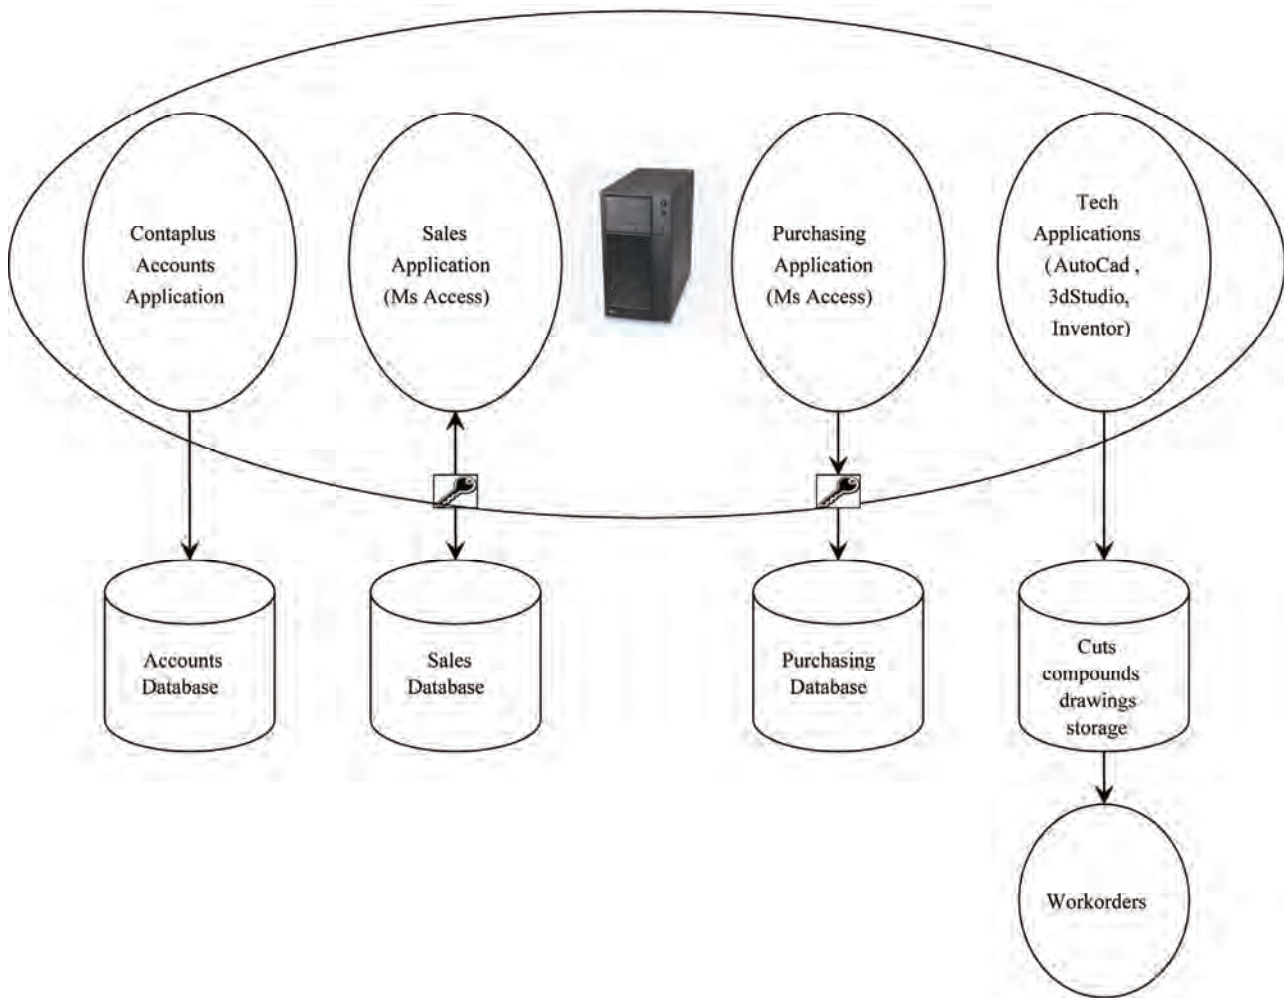 Contaplus
Accounts
Application
Sales
Application
(Ms Access)
Purchasing
Application
(Ms Access)
Tech
Applications
(AutoCad ,
3dStudio,
Inventor)
Accounts
Database
Sales
Database
Purchasing
Database
Cuts
compounds
drawings
storage
Workorders